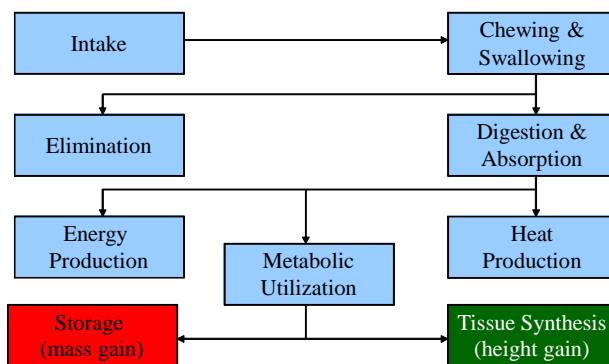 Intake
Chewing &
Swallowing
Elimination
Digestion &
Absorption
Energy
Production
Metabolic
Utilization
Heat
Production
Storage
(mass gain)
Tissue Synthesis
(height gain)